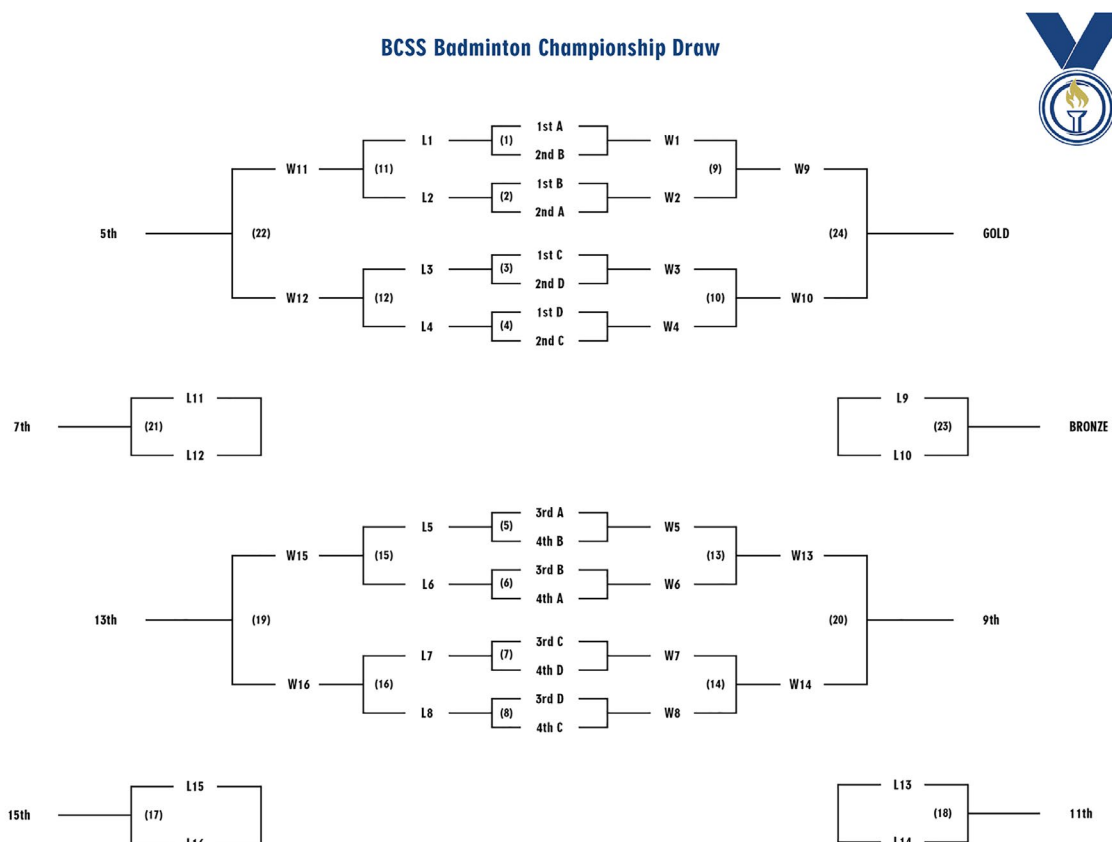 BCSS Badminton Championship Draw
1st A
L1 (1) W1
2nd B
W11 (11) (9) W9
1st B
L2 (2) W2
2nd A
5th (22) (24) GOLD
1st C
L3 (3) W3
2nd D
W12 (12) (10) W10
1st D
L4 (4) W4
2nd C
L11 L9
7th (21) (23) BRONZE
L12 L10
3rd A
L5 (5) W5
4th B
W15 (15) (13) W13
3rd B
L6 (6) W6
4th A
13th (19) (20) 9th
3rd C
L7 (7) W7
4th D
W16 (16) (14) W14
3rd D
L8 (8) W8
4th C
L15 L13
15th (17) (18) 11th
L16 L14